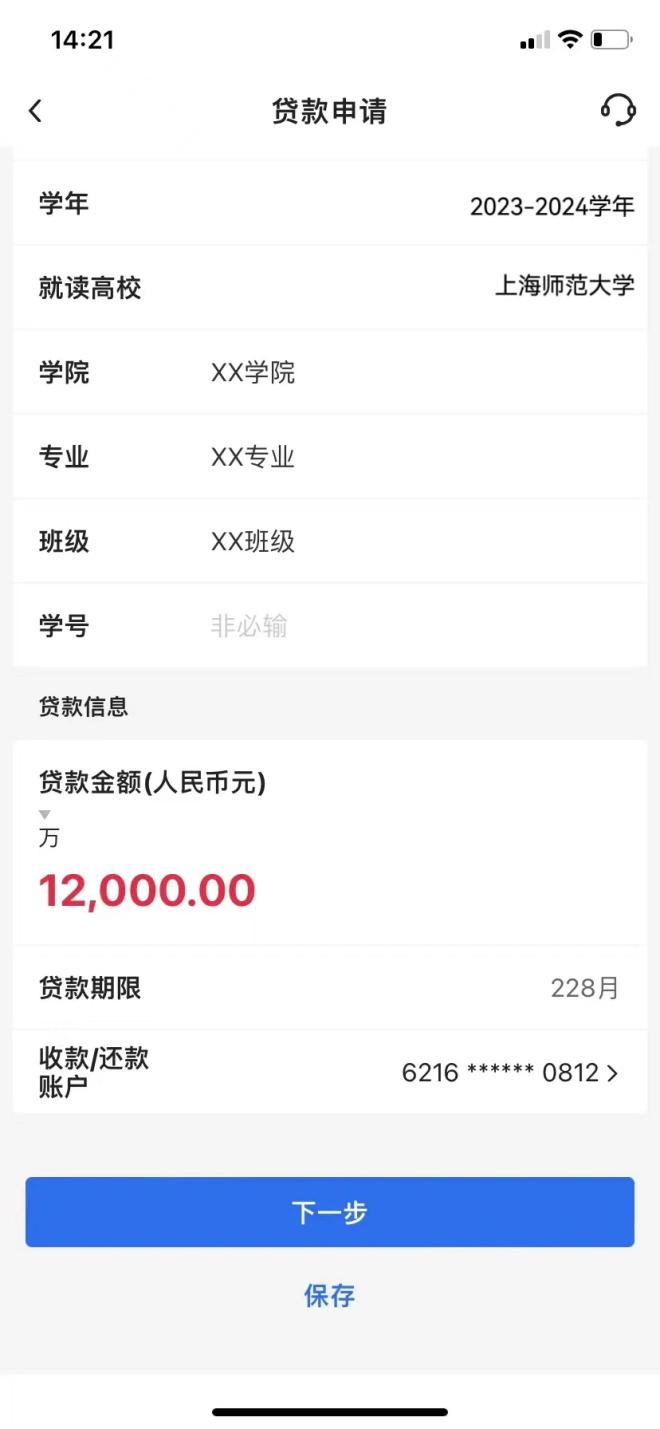 14:21
贷款申请
学年 2023-2024学年
就读高校 上海师范大学
学院 XX学院
专业 XX专业
班级 XX班级
学号 非必输
贷款信息
贷款金额(人民币元)
万
12,000.00
贷款期限 228月
收款/还款
账户 6216 ****** 0812
下一步
保存